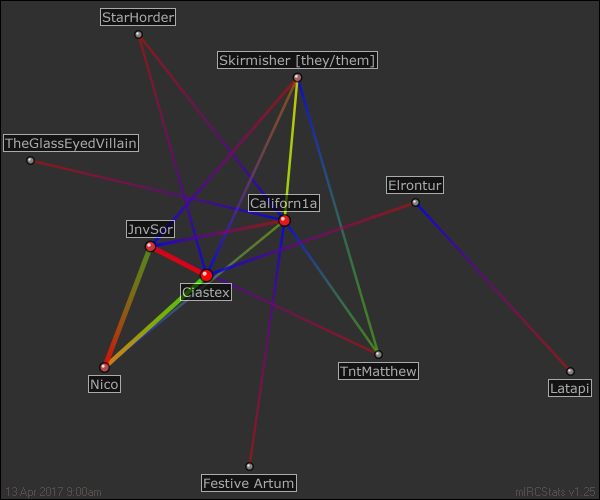 StarHorder
Skirmisher [they/them]
TheGlassEyedVillain
Elrontur
Californ1a
JnvSor
Ciastex
TntMatthew
Nico
Latapi
Festive Artum
13 Apr 2017 9:00am
mIRCStats v1.25